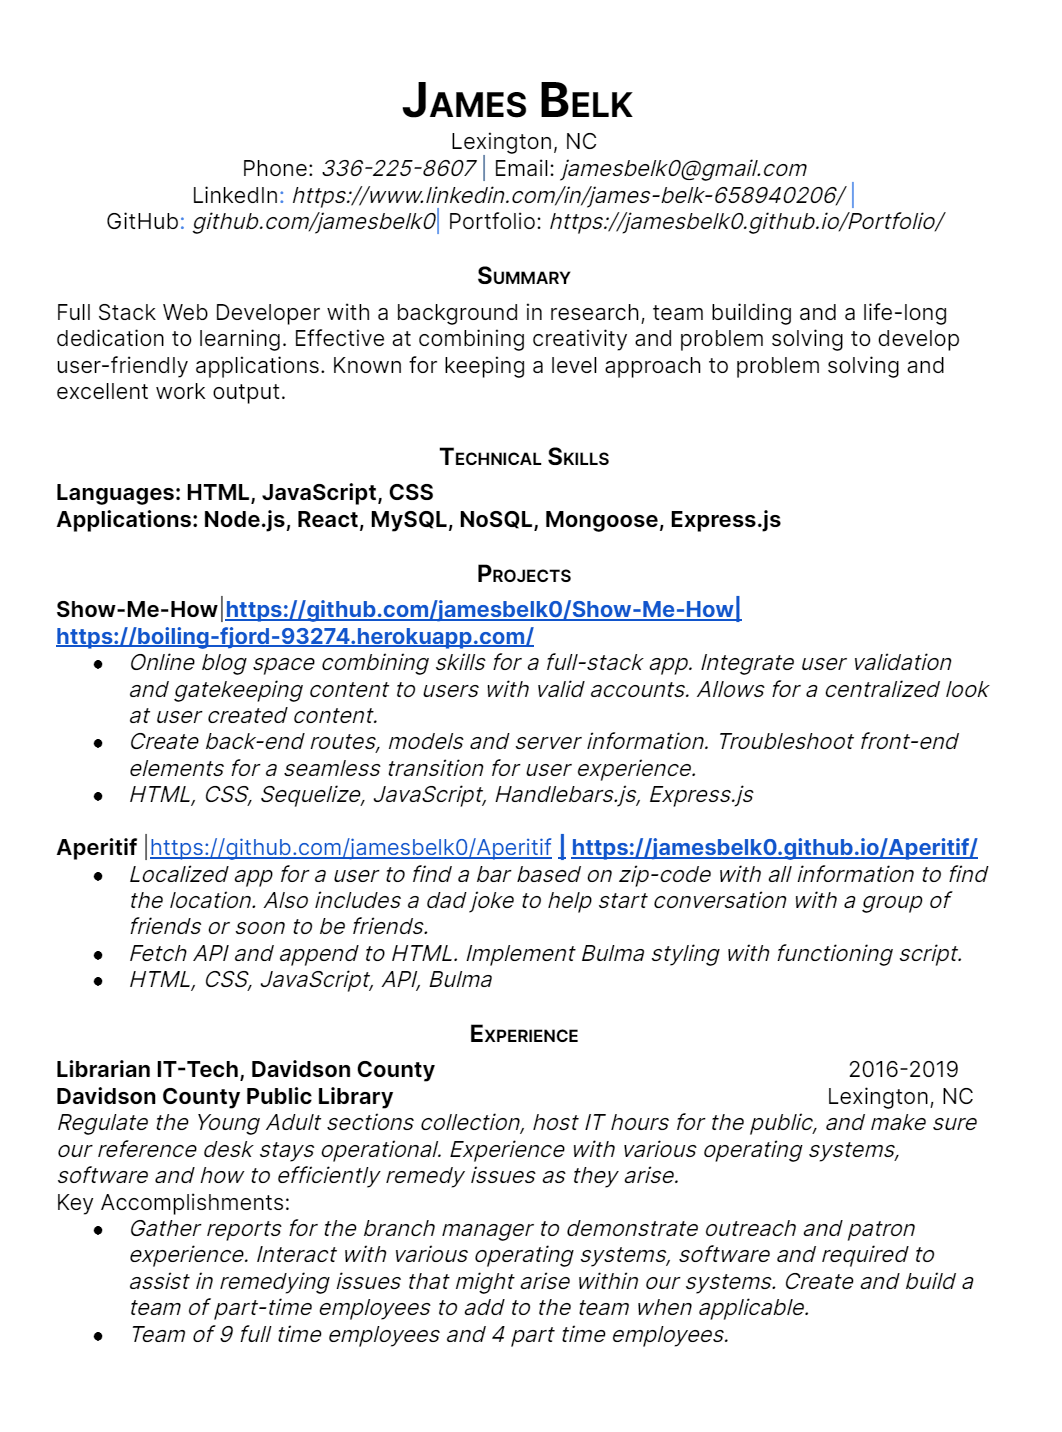 James Belk
Lexington, NC
Phone: 336-225-8607 | Email: jamesbelk0@gmail.com
LinkedIn: https://www.linkedin.com/in/james-belk-658940206/ |
GitHub: github.com/jamesbelk0| Portfolio: https://jamesbelk0.github.io/Portfolio/
Summary
Full Stack Web Developer with a background in research, team building and a life-long
dedication to learning. Effective at combining creativity and problem solving to develop
user-friendly applications. Known for keeping a level approach to problem solving and
excellent work output.
Technical Skills
Languages: HTML, JavaScript, CSS
Applications: Node.js, React, MySQL, NoSQL, Mongoose, Express.js
Projects
Show-Me-How|https://github.com/jamesbelk0/Show-Me-How|
https://boiling-fjord-93274.herokuapp.com/
● Online blog space combining skills for a full-stack app. Integrate user validation
and gatekeeping content to users with valid accounts. Allows for a centralized look
at user created content.
● Create back-end routes, models and server information. Troubleshoot front-end
elements for a seamless transition for user experience.
● HTML, CSS, Sequelize, JavaScript, Handlebars.js, Express.js
Aperitif |https://github.com/jamesbelk0/Aperitif | https://jamesbelk0.github.io/Aperitif/
● Localized app for a user to find a bar based on zip-code with all information to find
the location. Also includes a dad joke to help start conversation with a group of
friends or soon to be friends.
● Fetch API and append to HTML. Implement Bulma styling with functioning script.
● HTML, CSS, JavaScript, API, Bulma
Experience
Librarian IT-Tech, Davidson County 2016-2019
Davidson County Public Library Lexington, NC
Regulate the Young Adult sections collection, host IT hours for the public, and make sure
our reference desk stays operational. Experience with various operating systems,
software and how to efficiently remedy issues as they arise.
Key Accomplishments:
● Gather reports for the branch manager to demonstrate outreach and patron
experience. Interact with various operating systems, software and required to
assist in remedying issues that might arise within our systems. Create and build a
team of part-time employees to add to the team when applicable.
● Team of 9 full time employees and 4 part time employees.